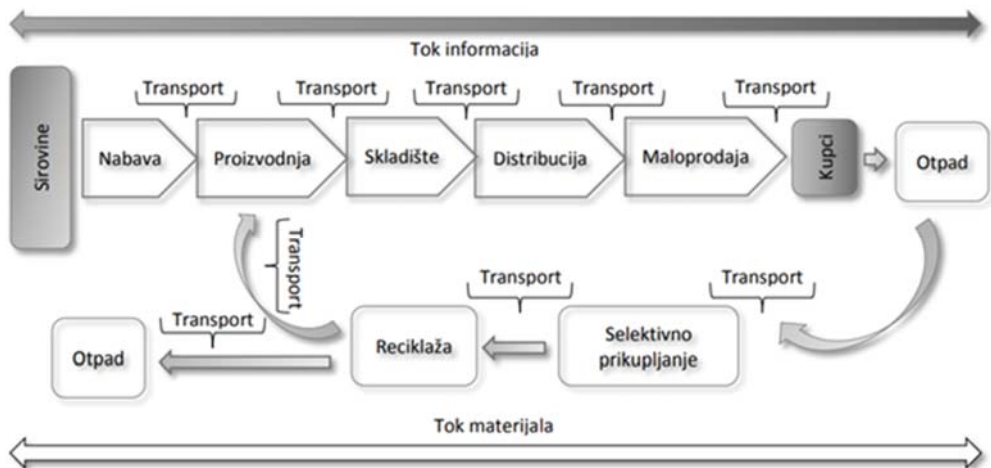 Tok informacija
Transport
Transport
Transport
Transport
Transport
Sirovine
Nabava
Proizvodnja
Skladište
Distribucija
Maloprodaja
Kupci
Otpad
Transport
Transport
Transport
Transport
Otpad
Reciklaža
Selektivno
prikupljanje
Tok materijala